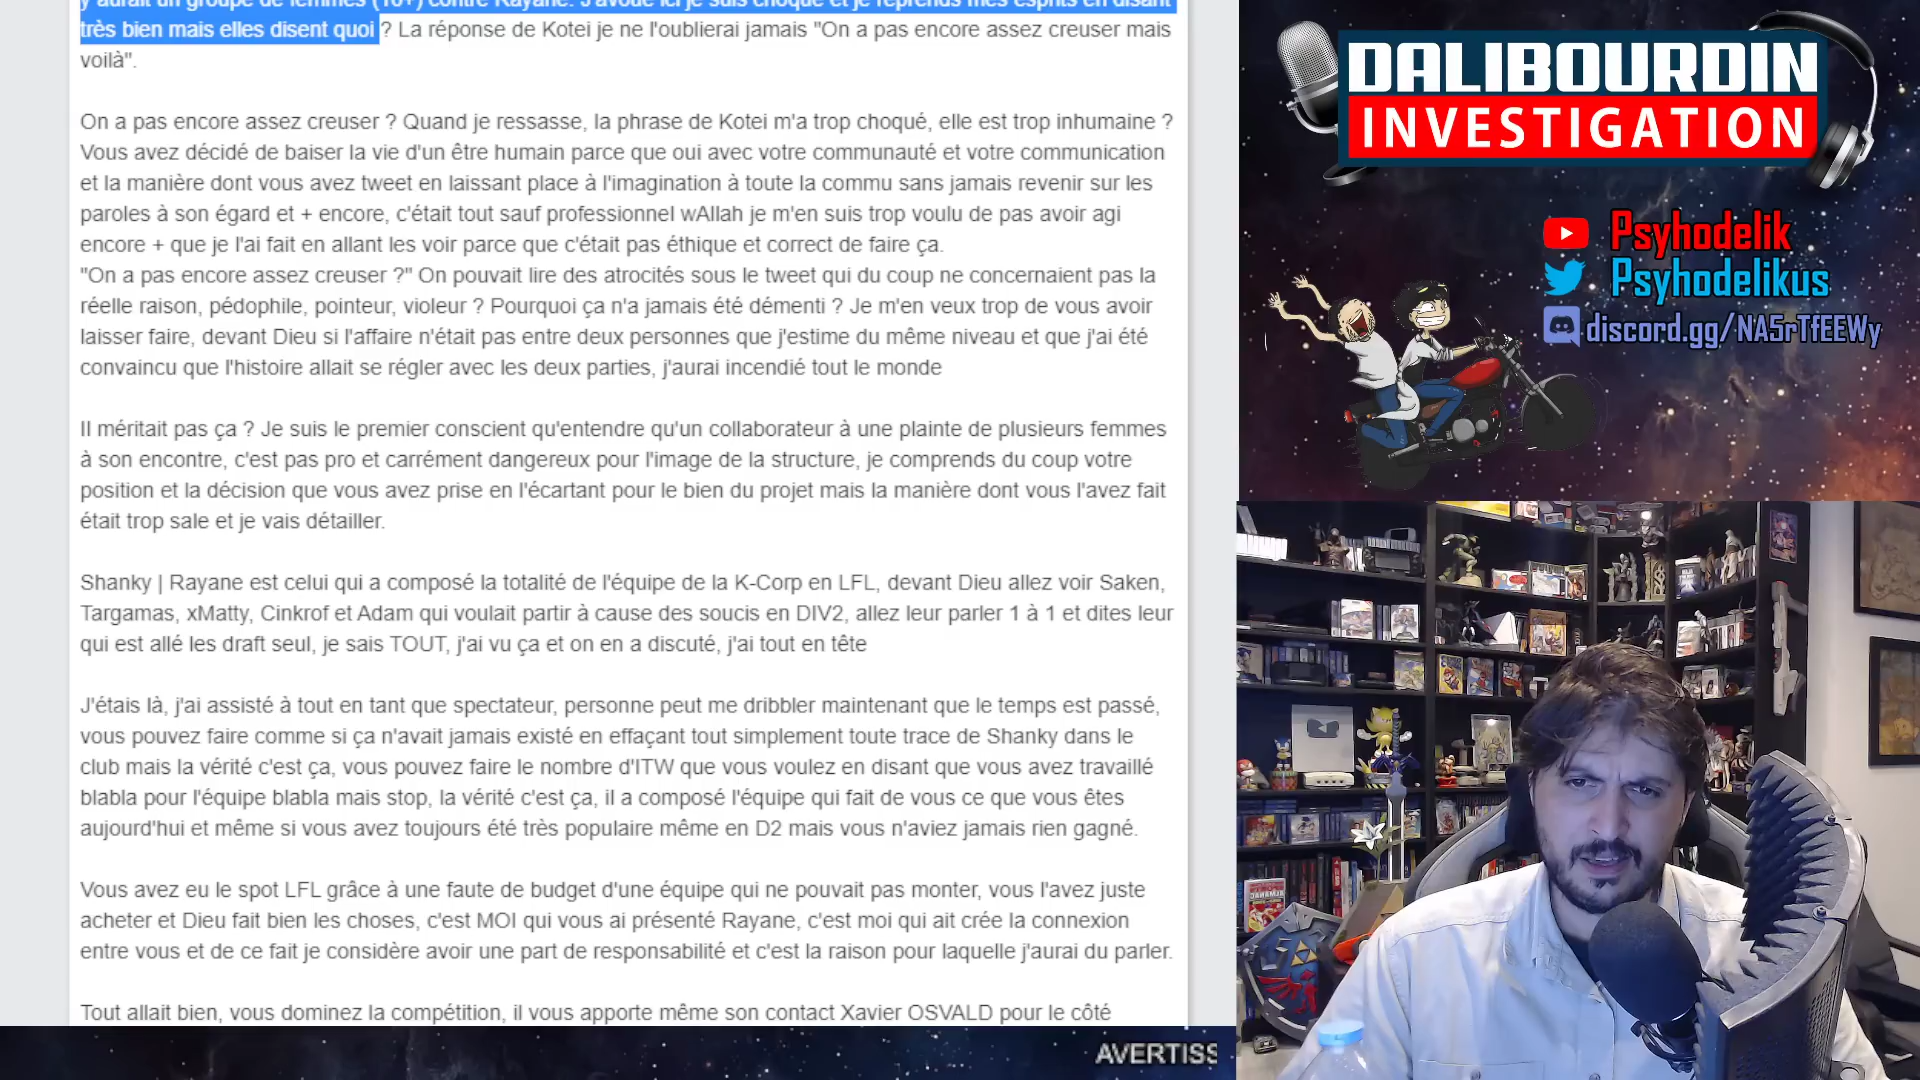 y aurait un groupe de femmes (10+) contre Rayane. J'avoue ici je suis choqué et je reprends mes esprits en disant
très bien mais elles disent quoi ? La réponse de Kotei je ne l'oublierai jamais "On a pas encore assez creuser mais
voilà".
On a pas encore assez creuser ? Quand je ressasse, la phrase de Kotei m'a trop choqué, elle est trop inhumaine ?
Vous avez décidé de baiser la vie d'un être humain parce que oui avec votre communauté et votre communication
et la manière dont vous avez tweet en laissant place à l'imagination à toute la commu sans jamais revenir sur les
paroles à son égard et + encore, c'était tout sauf professionnel wAllah je m'en suis trop voulu de pas avoir agi
encore + que je l'ai fait en allant les voir parce que c'était pas éthique et correct de faire ça.
"On a pas encore assez creuser ?" On pouvait lire des atrocités sous le tweet qui du coup ne concernaient pas la
réelle raison, pédophile, pointeur, violeur ? Pourquoi ça n'a jamais été démenti ? Je m'en veux trop de vous avoir
laisser faire, devant Dieu si l'affaire n'était pas entre deux personnes que j'estime du même niveau et que j'ai été
convaincu que l'histoire allait se régler avec les deux parties, j'aurai incendié tout le monde
Il méritait pas ça ? Je suis le premier conscient qu'entendre qu'un collaborateur à une plainte de plusieurs femmes
à son encontre, c'est pas pro et carrément dangereux pour l'image de la structure, je comprends du coup votre
position et la décision que vous avez prise en l'écartant pour le bien du projet mais la manière dont vous l'avez fait
était trop sale et je vais détailler.
Shanky | Rayane est celui qui a composé la totalité de l'équipe de la K-Corp en LFL, devant Dieu allez voir Saken,
Targamas, xMatty, Cinkrof et Adam qui voulait partir à cause des soucis en DIV2, allez leur parler 1 à 1 et dites leur
qui est allé les draft seul, je sais TOUT, j'ai vu ça et on en a discuté, j'ai tout en tête
J'étais là, j'ai assisté à tout en tant que spectateur, personne peut me dribbler maintenant que le temps est passé,
vous pouvez faire comme si ça n'avait jamais existé en effaçant tout simplement toute trace de Shanky dans le
club mais la vérité c'est ça, vous pouvez faire le nombre d'ITW que vous voulez en disant que vous avez travaillé
blabla pour l'équipe blabla mais stop, la vérité c'est ça, il a composé l'équipe qui fait de vous ce que vous êtes
aujourd'hui et même si vous avez toujours été très populaire même en D2 mais vous n'aviez jamais rien gagné.
Vous avez eu le spot LFL grâce à une faute de budget d'une équipe qui ne pouvait pas monter, vous l'avez juste
acheter et Dieu fait bien les choses, c'est MOI qui vous ai présenté Rayane, c'est moi qui ait crée la connexion
entre vous et de ce fait je considère avoir une part de responsabilité et c'est la raison pour laquelle j'aurai du parler.
Tout allait bien, vous dominez la compétition, il vous apporte même son contact Xavier OSVALD pour le côté
AVERTISS
DALIBOURDIN
INVESTIGATION
Psyhodelik
Psyhodelikus
discord.gg/NA5rTfEEWy